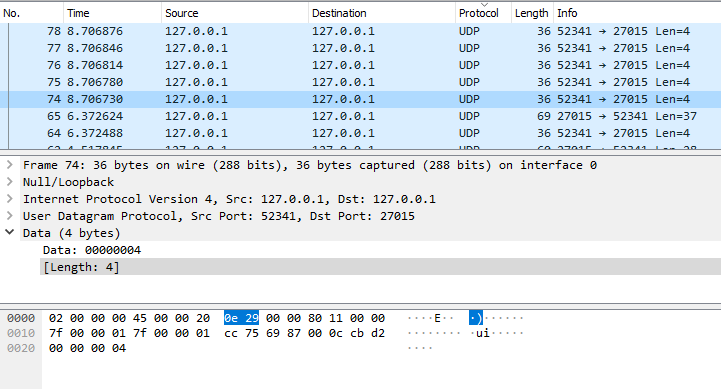 No. Time Source Destination Protocol Length Info
78 8.706876 127.0.0.1 127.0.0.1 UDP 36 52341 → 27015 Len=4
77 8.706846 127.0.0.1 127.0.0.1 UDP 36 52341 → 27015 Len=4
76 8.706814 127.0.0.1 127.0.0.1 UDP 36 52341 → 27015 Len=4
75 8.706780 127.0.0.1 127.0.0.1 UDP 36 52341 → 27015 Len=4
74 8.706730 127.0.0.1 127.0.0.1 UDP 36 52341 → 27015 Len=4
65 6.372624 127.0.0.1 127.0.0.1 UDP 69 27015 → 52341 Len=37
64 6.372488 127.0.0.1 127.0.0.1 UDP 36 52341 → 27015 Len=4
Frame 74: 36 bytes on wire (288 bits), 36 bytes captured (288 bits) on interface 0
Null/Loopback
Internet Protocol Version 4, Src: 127.0.0.1, Dst: 127.0.0.1
User Datagram Protocol, Src Port: 52341, Dst Port: 27015
Data (4 bytes)
Data: 00000004
[Length: 4]
0000 02 00 00 00 45 00 00 20 0e 29 00 00 80 11 00 00 ····E·· ·)······
0010 7f 00 00 01 7f 00 00 01 cc 75 69 87 00 0c cb d2 ········ ·ui·····
0020 00 00 00 04 ····